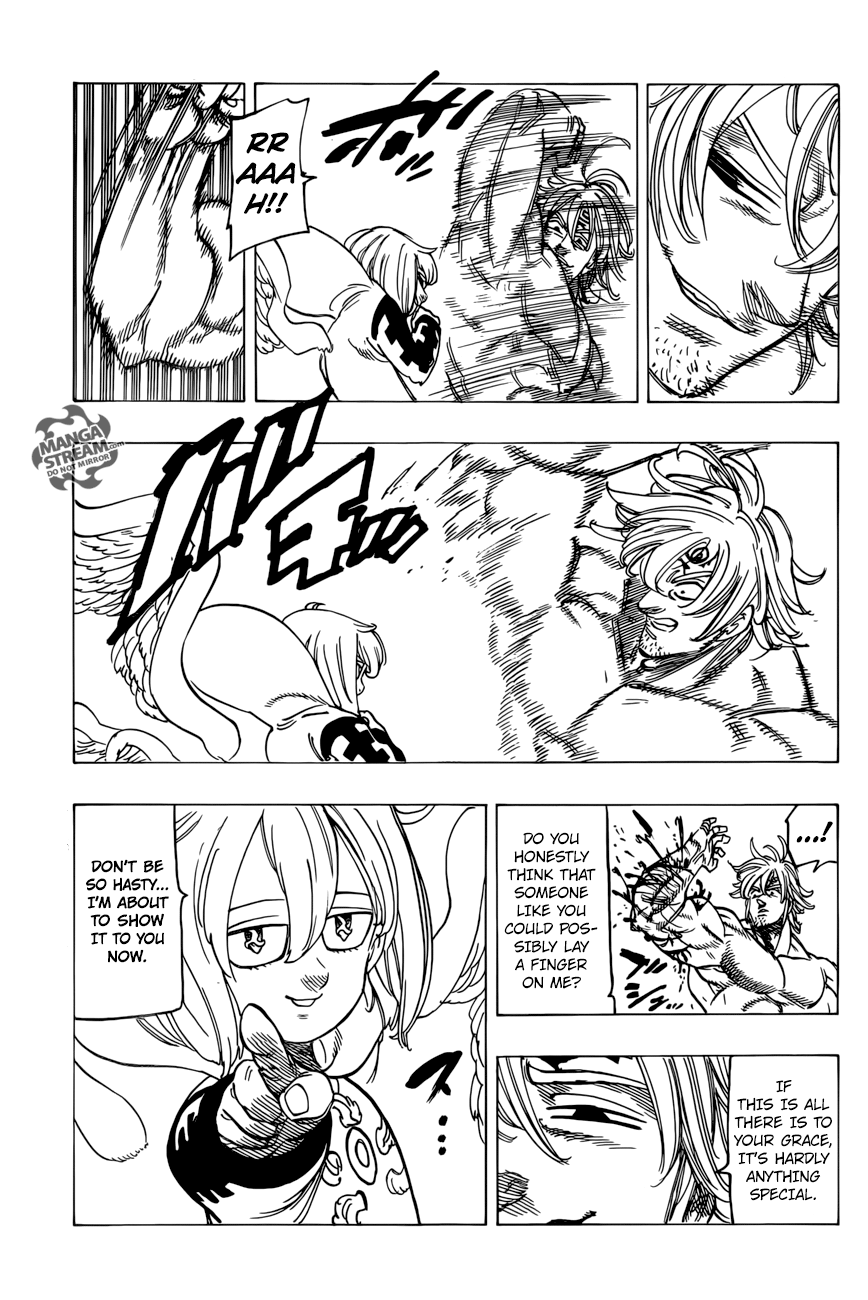 RR
AAA
H!!
MANGA
STREAM.com
DO NOT MIRROR
....!
DO YOU
HONESTLY
THINK THAT
SOMEONE
LIKE YOU
COULD POS-
SIBLY LAY
A FINGER
ON ME?
IF
THIS IS ALL
THERE IS TO
YOUR GRACE,
IT'S HARDLY
ANYTHING
SPECIAL.
DON'T BE
SO HASTY...
I'M ABOUT
TO SHOW
IT TO YOU
NOW.